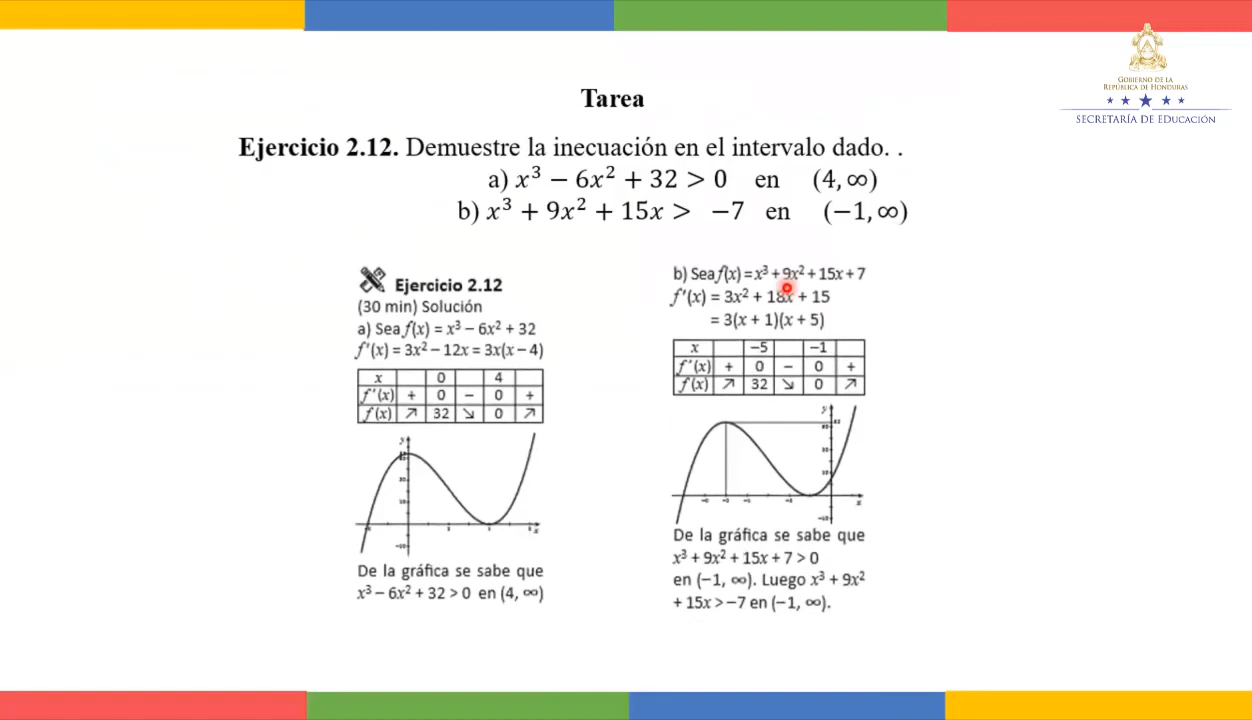 GOBIERNO DE LA
REPÚBLICA DE HONDURAS
SECRETARÍA DE EDUCACIÓN
Tarea
Ejercicio 2.12. Demuestre la inecuación en el intervalo dado. .
a) x³ − 6x² + 32 > 0 en (4, ∞)
b) x³ + 9x² + 15x > −7 en (−1, ∞)
Ejercicio 2.12
(30 min) Solución
a) Sea f(x) = x³ − 6x² + 32
f′(x) = 3x² − 12x = 3x(x − 4)
x 0 4
f′(x) + 0 − 0 +
f(x) ↗ 32 ↘ 0 ↗
y
x
De la gráfica se sabe que
x³ − 6x² + 32 > 0 en (4, ∞)
b) Sea f(x) = x³ + 9x² + 15x + 7
f′(x) = 3x² + 18x + 15
= 3(x + 1)(x + 5)
x −5 −1
f′(x) + 0 − 0 +
f(x) ↗ 32 ↘ 0 ↗
y
x
De la gráfica se sabe que
x³ + 9x² + 15x + 7 > 0
en (−1, ∞). Luego x³ + 9x²
+ 15x > −7 en (−1, ∞).